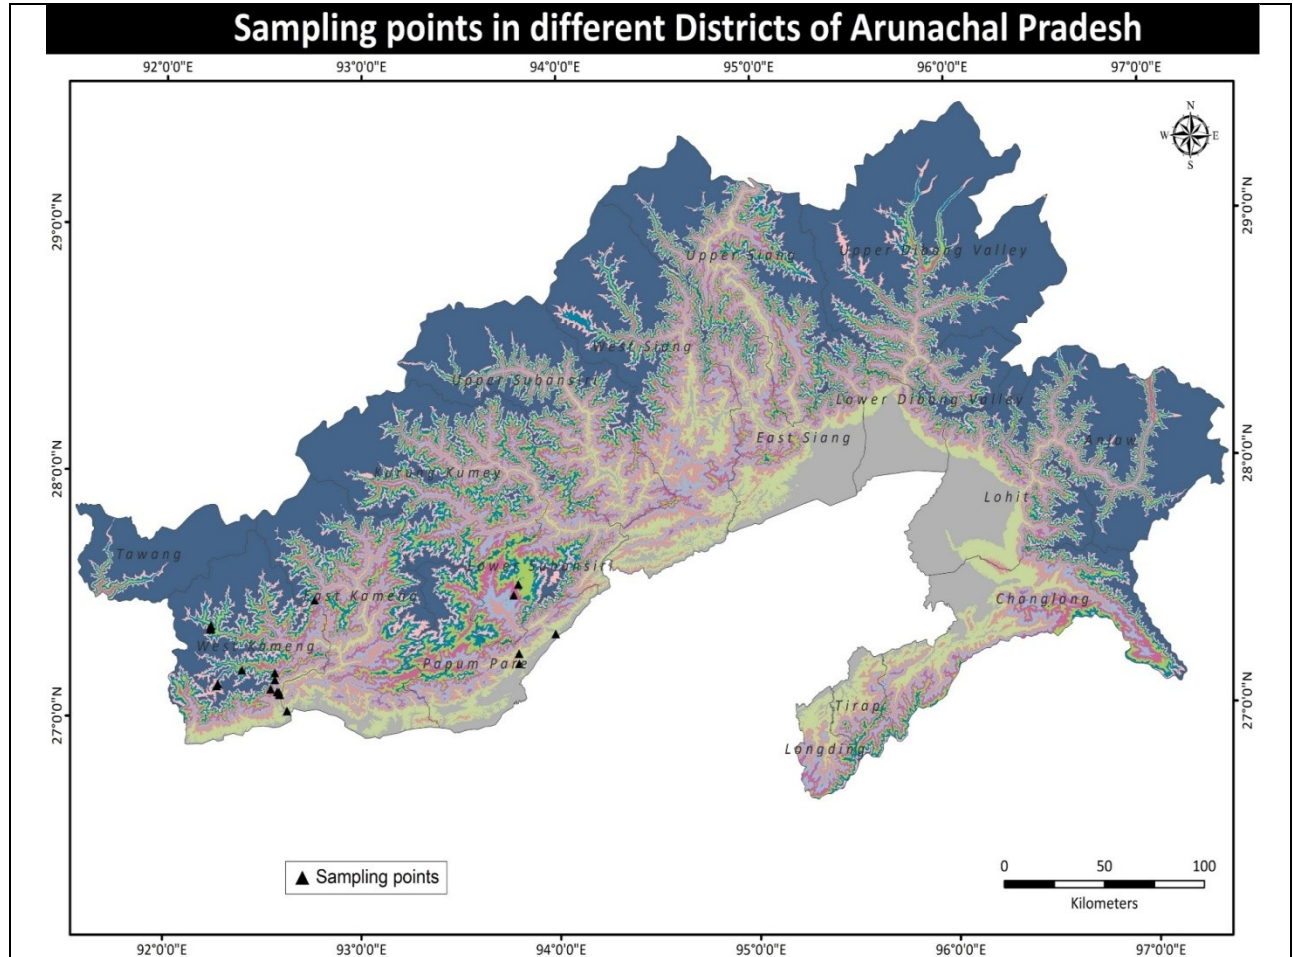 Sampling points in different Districts of Arunachal Pradesh
92°0'0"E 93°0'0"E 94°0'0"E 95°0'0"E 96°0'0"E 97°0'0"E
N
W E
S
29°0'0"N 29°0'0"N
Upper Siang Upper Dibang Valley
West Siang
Upper Subansiri
Lower Dibang Valley
East Siang Anjaw
28°0'0"N 28°0'0"N
Kurung Kumey
Lohit
Tawang
Lower Subansiri
East Kameng Changlang
West Kameng
Papum Pare
27°0'0"N 27°0'0"N
Tirap
Longding
▲ Sampling points
0 50 100
Kilometers
92°0'0"E 93°0'0"E 94°0'0"E 95°0'0"E 96°0'0"E 97°0'0"E